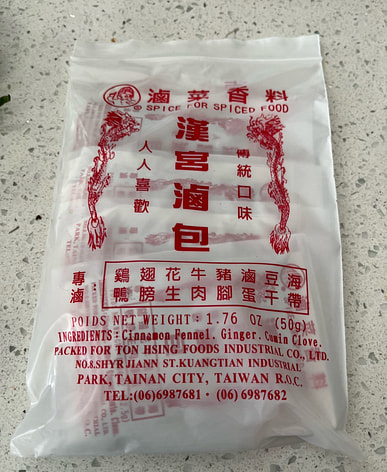 滷菜香料
® SPICE FOR SPICED FOOD
漢宮滷包
傳統口味
人人喜歡
專滷:
鷄翅花牛豬滷豆海
鴨膀生肉腳蛋干帶
POIDS NET WEIGHT: 1.76 OZ (50g)
INGREDIENTS: Cinnamon Fennel. Ginger. Cumin Clove.
PACKED FOR TON HSING FOODS INDUSTRIAL CO., LTD.
NO.8.SHYR JIANN ST.KUANGTIAN INDUSTRIAL
PARK, TAINAN CITY, TAIWAN R.O.C.
TEL:(06)6987681 · (06) 6987682